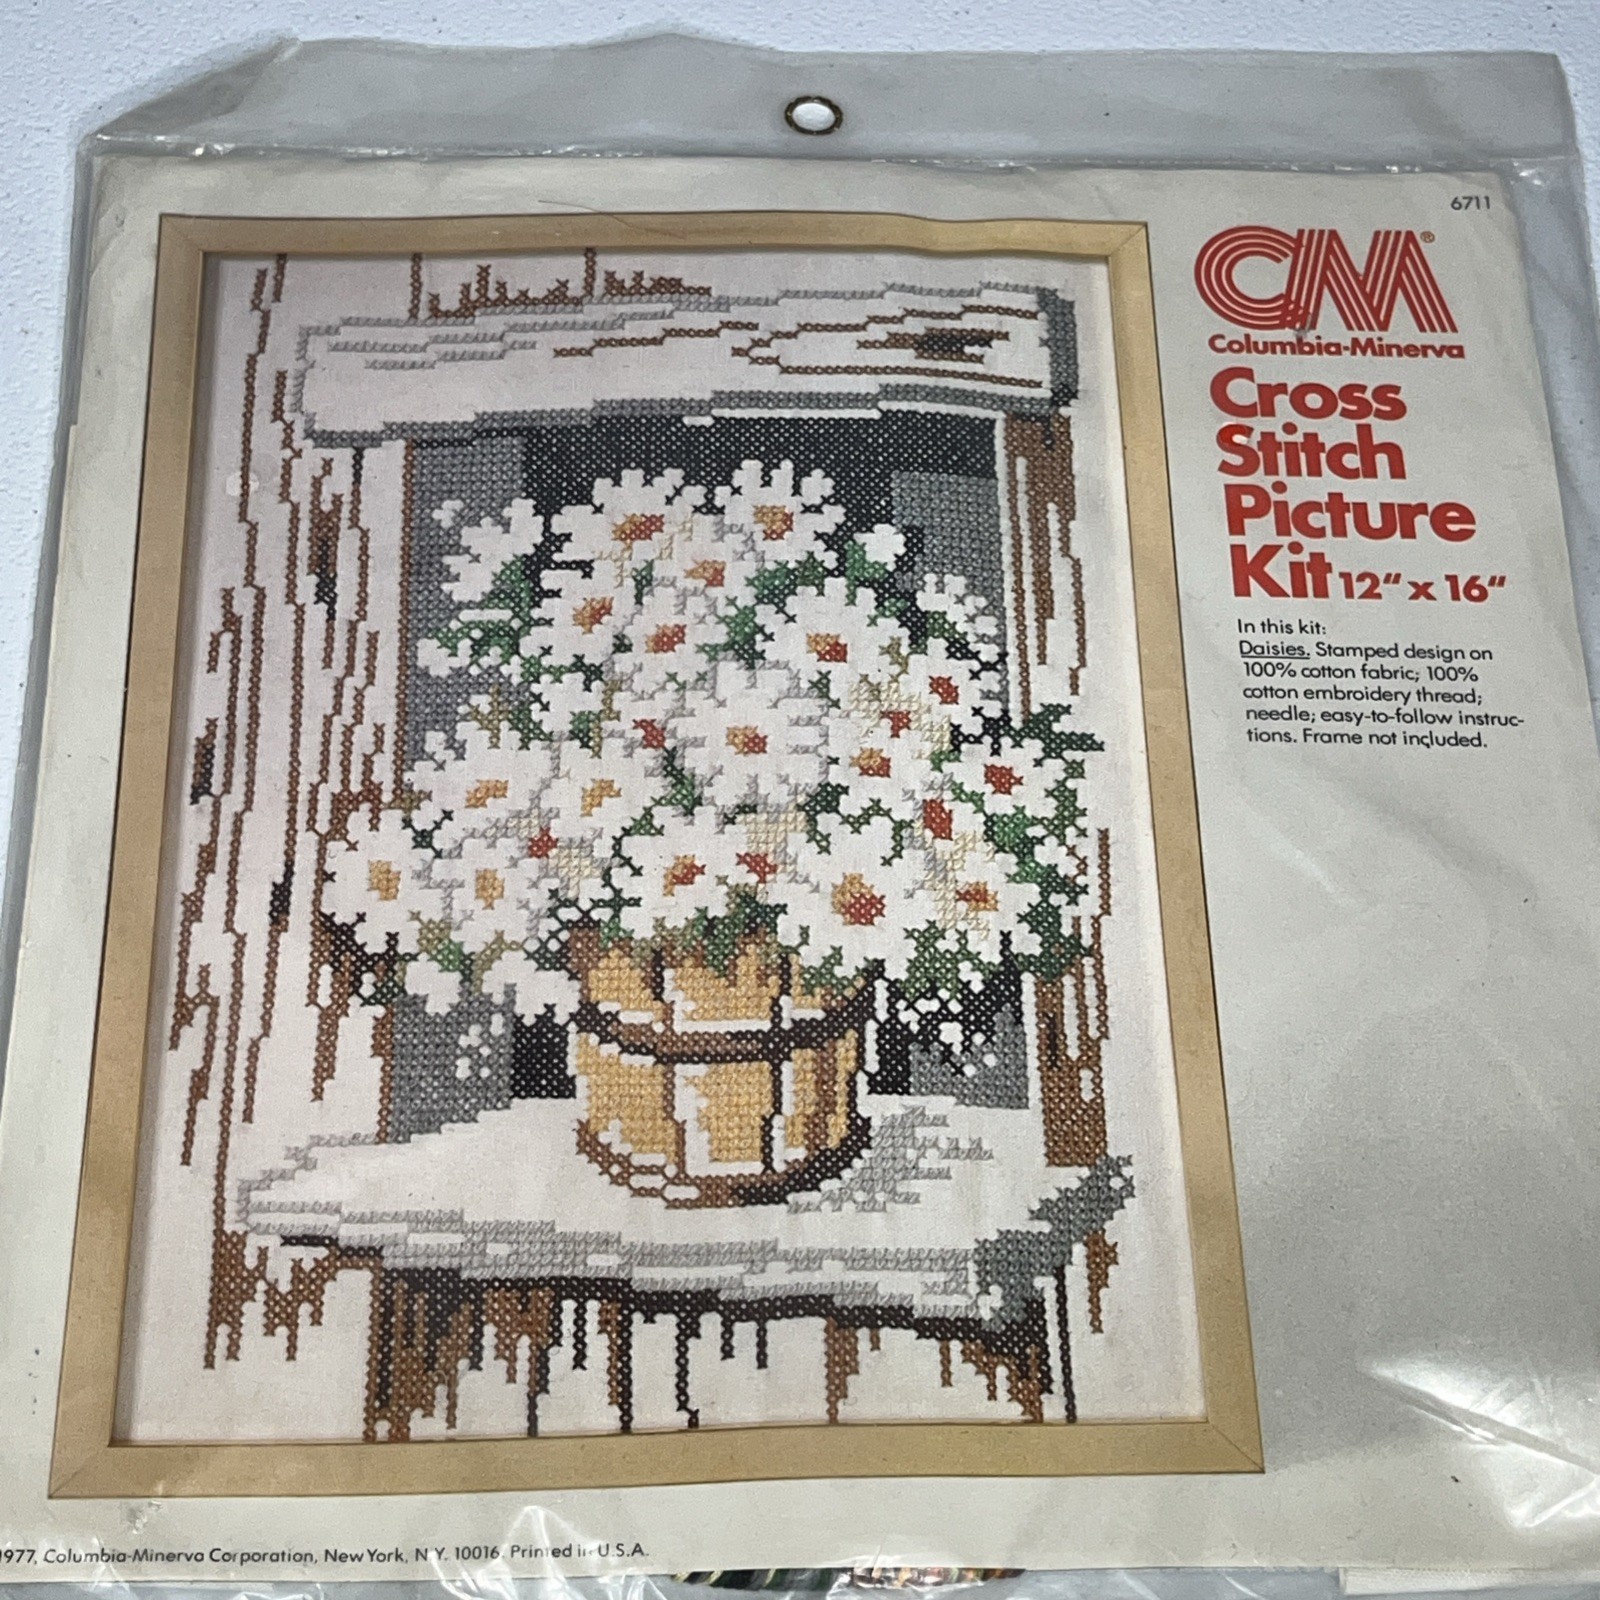 6711
CM®
Columbia-Minerva
Cross
Stitch
Picture
Kit 12" x 16"
In this kit:
Daisies. Stamped design on
100% cotton fabric; 100%
cotton embroidery thread;
needle; easy-to-follow instruc-
tions. Frame not included.
1977, Columbia-Minerva Corporation, New York, N.Y. 10016. Printed in U.S.A.